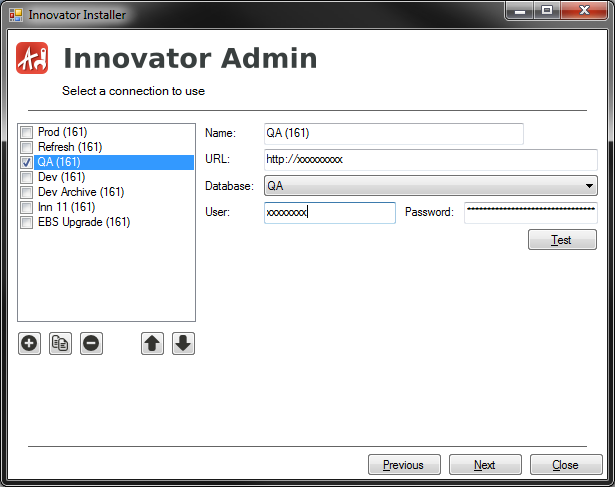 Innovator Installer
Innovator Admin
Select a connection to use
Prod (161)
Refresh (161)
QA (161)
Dev (161)
Dev Archive (161)
Inn 11 (161)
EBS Upgrade (161)
Name: QA (161)
URL: http://xxxxxxxxx
Database: QA
User: xxxxxxxx Password:
Test
Previous Next Close